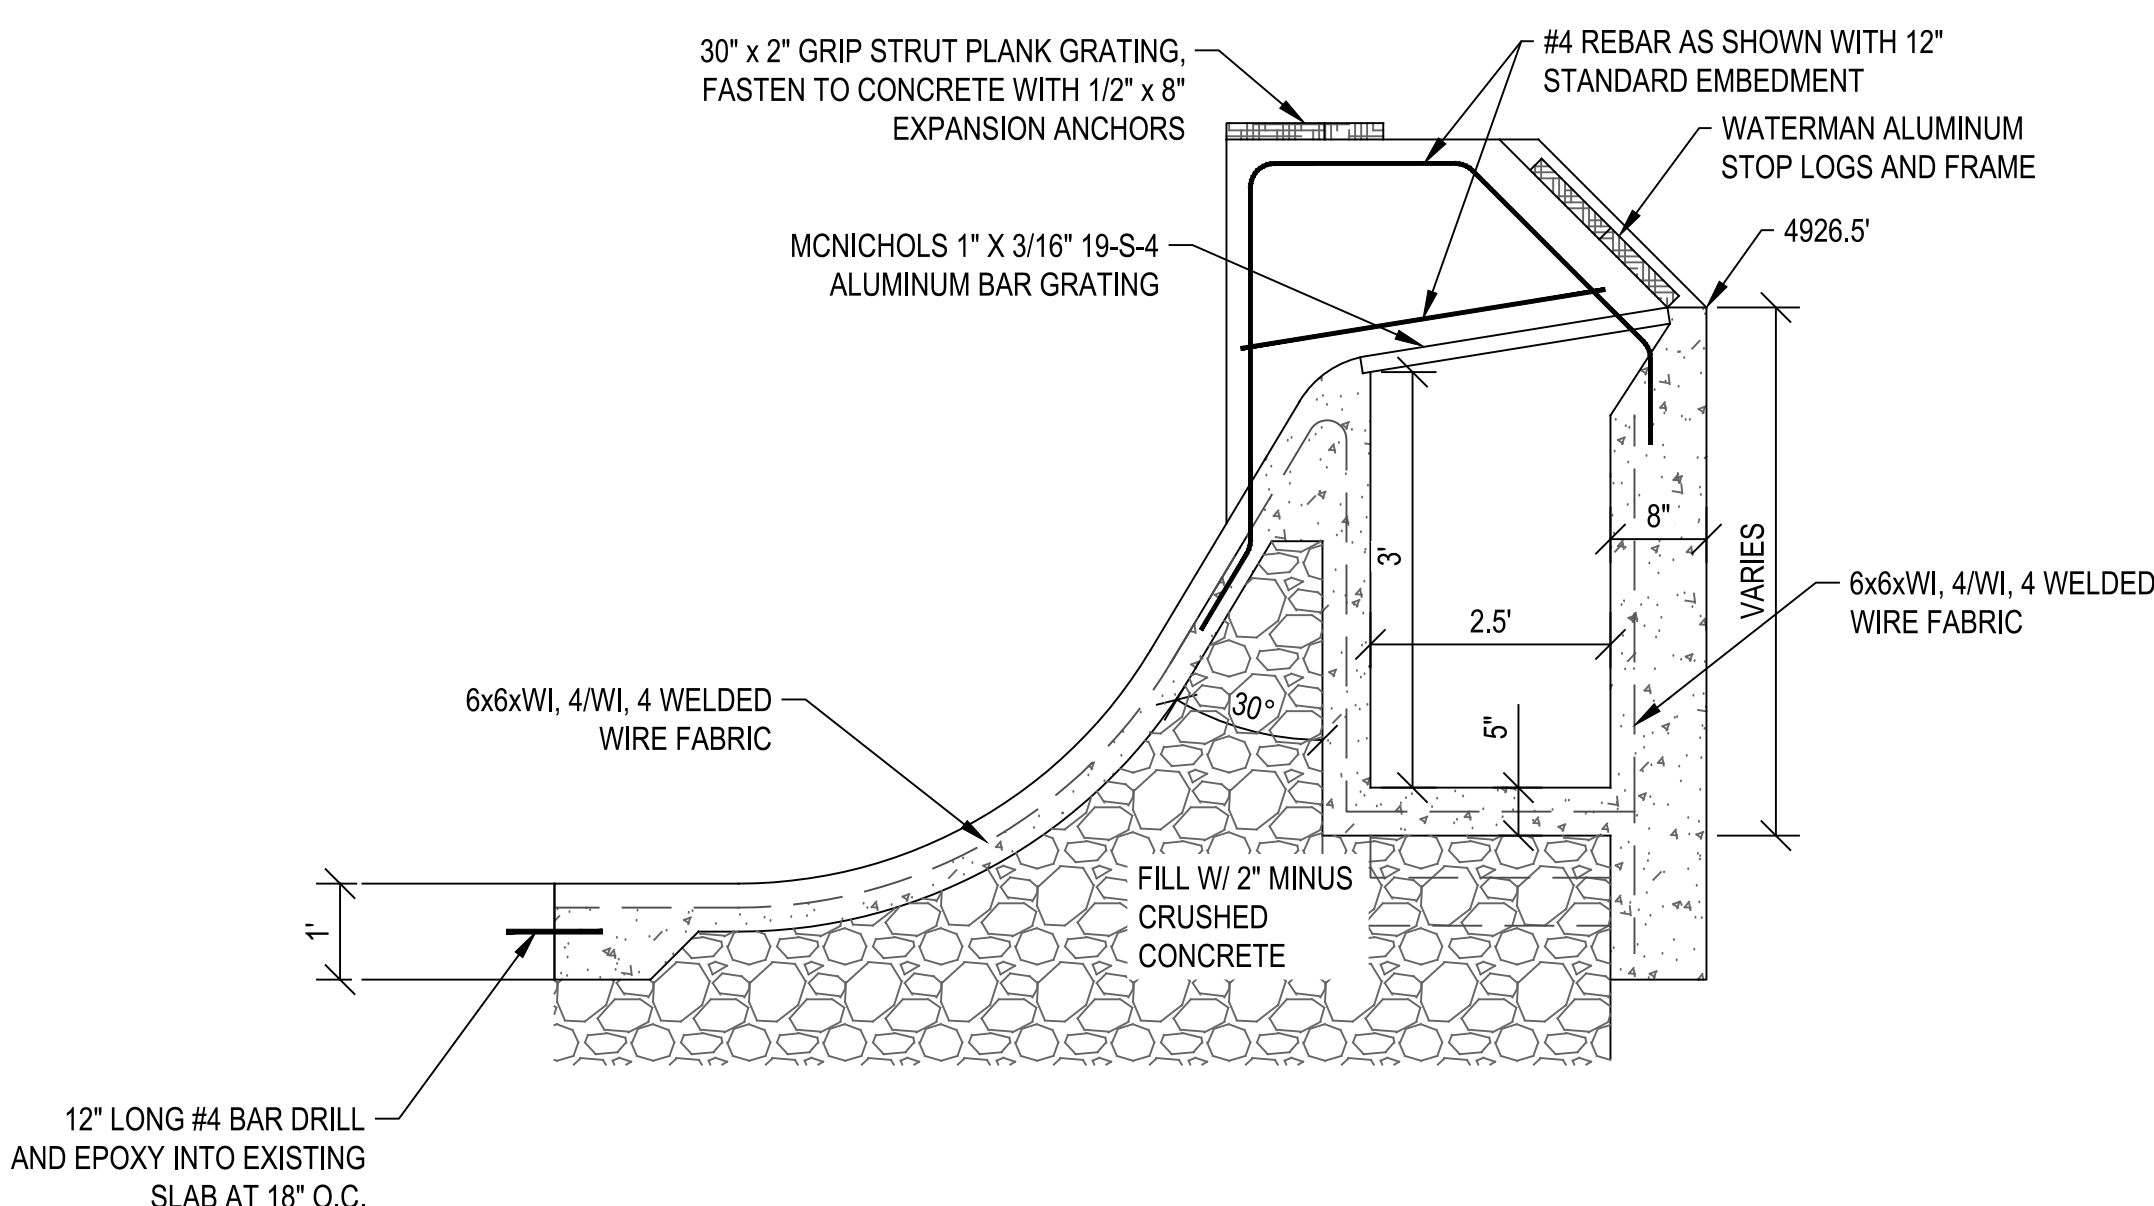 30" x 2" GRIP STRUT PLANK GRATING,
FASTEN TO CONCRETE WITH 1/2" x 8"
EXPANSION ANCHORS
#4 REBAR AS SHOWN WITH 12"
STANDARD EMBEDMENT
WATERMAN ALUMINUM
STOP LOGS AND FRAME
4926.5'
MCNICHOLS 1" X 3/16" 19-S-4
ALUMINUM BAR GRATING
8"
3'
VARIES
2.5'
6x6xWI, 4/WI, 4 WELDED
WIRE FABRIC
6x6xWI, 4/WI, 4 WELDED
WIRE FABRIC
30°
5"
FILL W/ 2" MINUS
CRUSHED
CONCRETE
1'
12" LONG #4 BAR DRILL
AND EPOXY INTO EXISTING
SLAB AT 18" O.C.